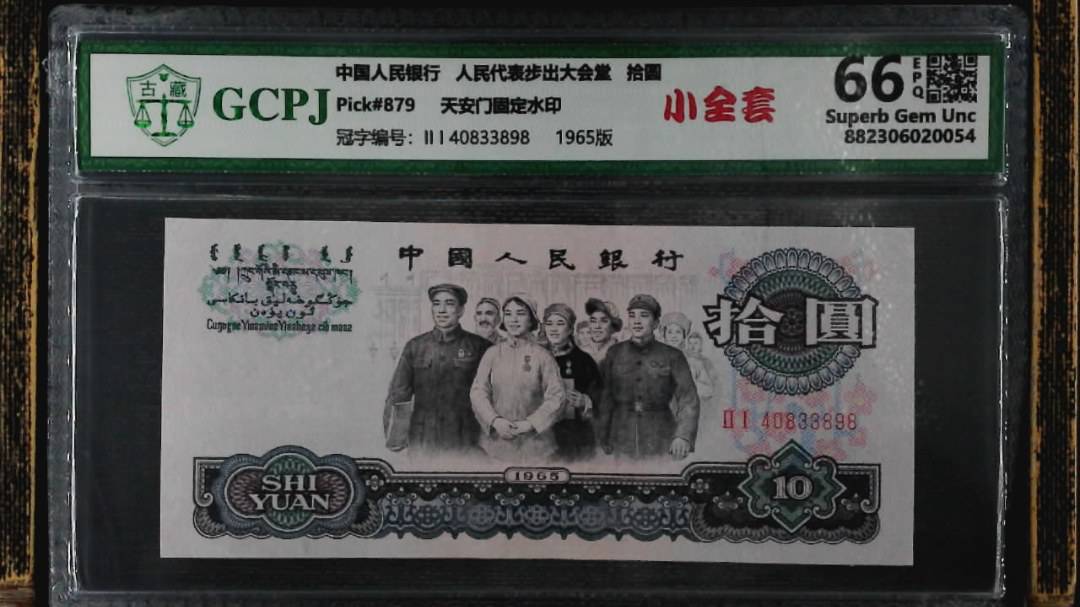 古藏
GCPJ
中国人民银行 人民代表步出大会堂 拾圆
Pick#879 天安门固定水印
冠字编号: II I 40833898 1965版
小全套
66 EPQ
Superb Gem Unc
882306020054
中國人民銀行
拾圓
II I 40833898
1965
SHI
YUAN
10